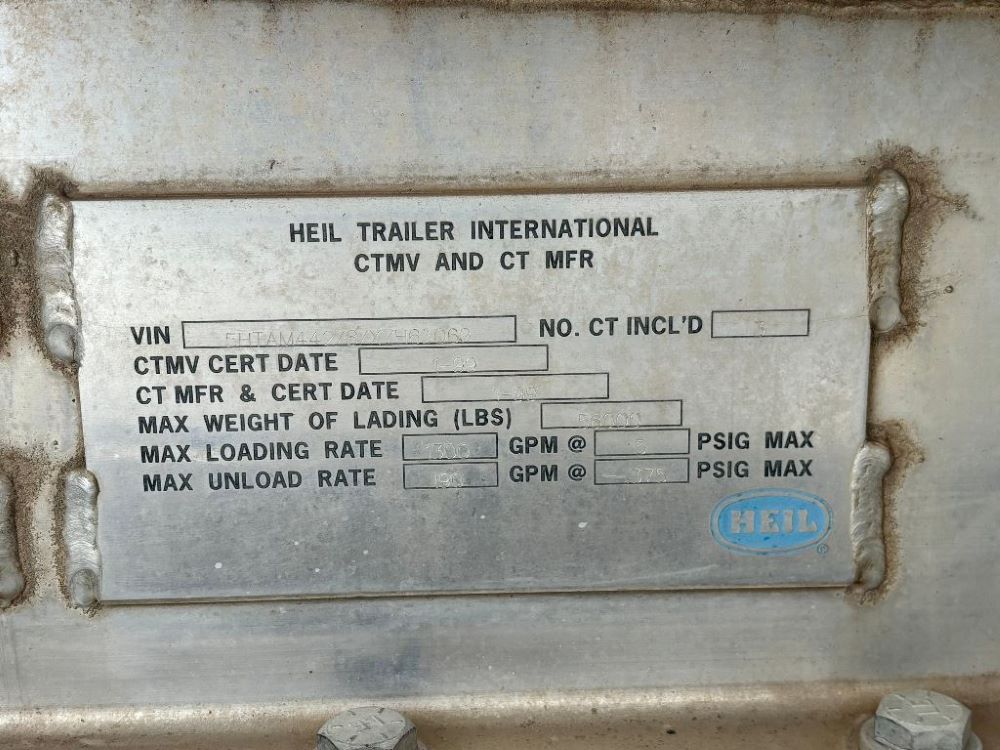 HEIL TRAILER INTERNATIONAL
CTMV AND CT MFR
VIN NO. CT INCL'D
CTMV CERT DATE
CT MFR & CERT DATE
MAX WEIGHT OF LADING (LBS)
MAX LOADING RATE 1300 GPM @ PSIG MAX
MAX UNLOAD RATE GPM @ PSIG MAX
HEIL ®